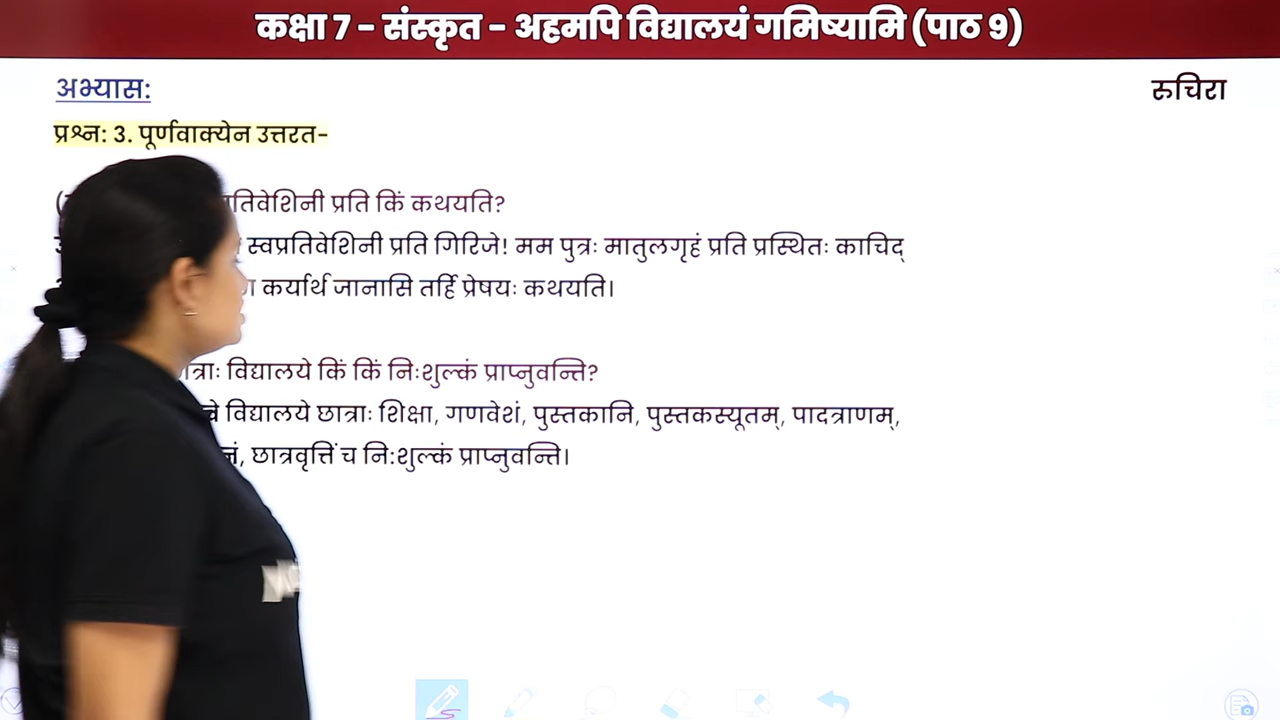 कक्षा 7 - संस्कृत - अहमपि विद्यालयं गमिष्यामि (पाठ 9)
अभ्यास:
रुचिरा
प्रश्न: 3. पूर्णवाक्येन उत्तरत-
प्रति किं कथयति?
स्वप्रतिवेशिनी प्रति गिरिजे! मम पुत्रः मातुलगृहं प्रति प्रस्थितः काचिद्
कर्यार्थ जानासि तर्हि प्रेषयः कथयति।
विद्यालये किं किं निःशुल्कं प्राप्नुवन्ति?
विद्यालये छात्राः शिक्षा, गणवेशं, पुस्तकानि, पुस्तकस्यूतम्, पादत्राणम्,
छात्रवृत्तिं च नि:शुल्कं प्राप्नुवन्ति।